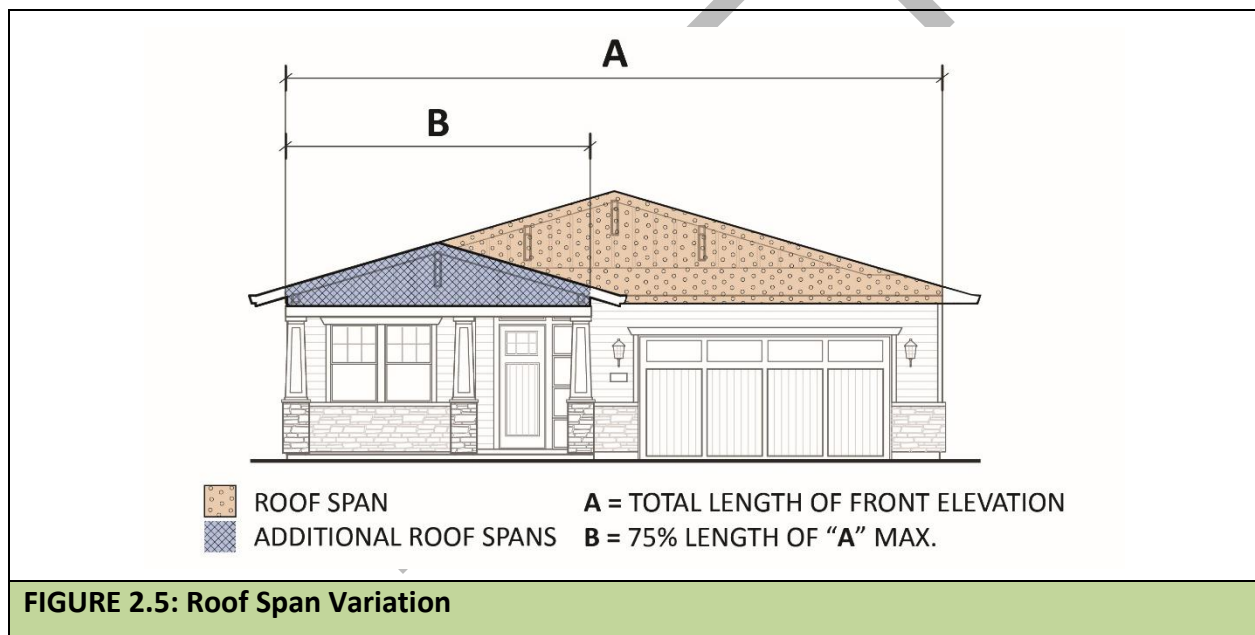 A
B
ROOF SPAN
A = TOTAL LENGTH OF FRONT ELEVATION
ADDITIONAL ROOF SPANS
B = 75% LENGTH OF “A” MAX.
FIGURE 2.5: Roof Span Variation